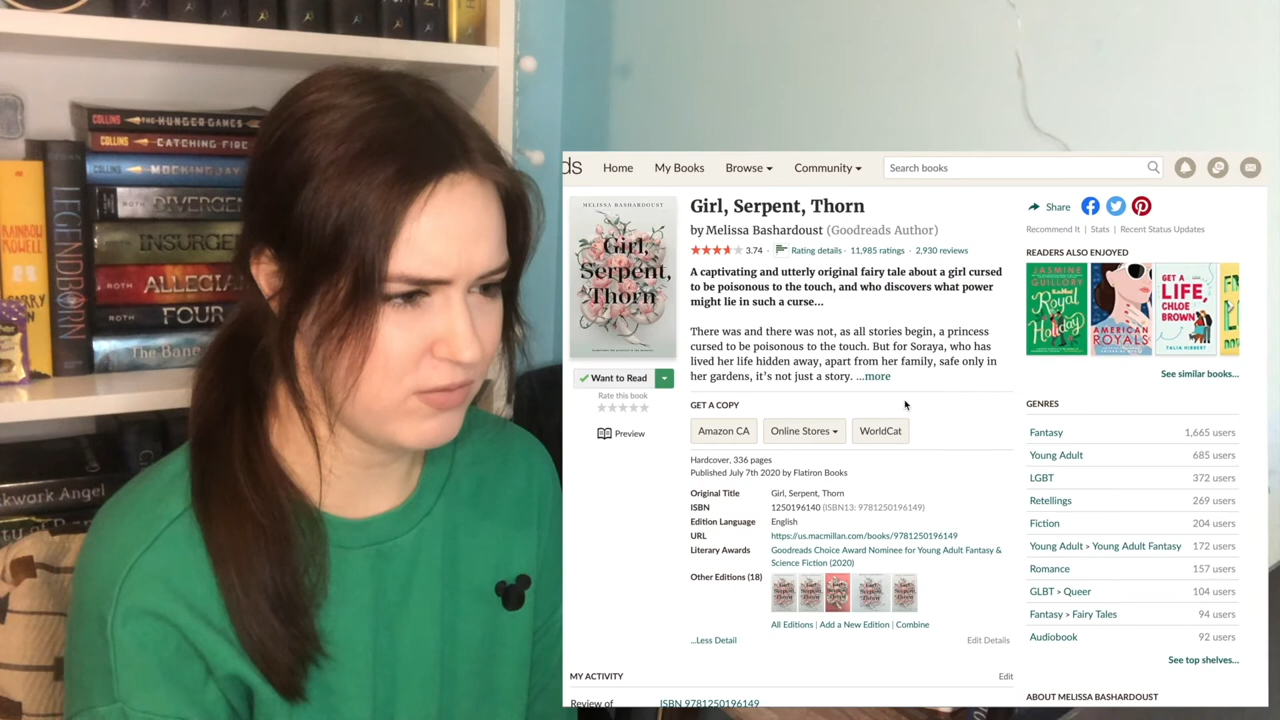 COLLINS THE HUNGER GAMES
COLLINS CATCHING FIRE
COLLINS MOCKINGJAY
ROTH DIVERGENT
ROTH INSURGE
ROTH ALLEGIA
ROTH FOUR
The Bane
RAINBOW
ROWELL
LEGENDBORN
kwork Angel
ds
Home
My Books
Browse
Community
Search books
MELISSA BASHARDOUST
Girl,
Serpent,
Thorn
Want to Read
Rate this book
Preview
Girl, Serpent, Thorn
by Melissa Bashardoust (Goodreads Author)
3.74 · Rating details · 11,985 ratings · 2,930 reviews
A captivating and utterly original fairy tale about a girl cursed
to be poisonous to the touch, and who discovers what power
might lie in such a curse...
There was and there was not, as all stories begin, a princess
cursed to be poisonous to the touch. But for Soraya, who has
lived her life hidden away, apart from her family, safe only in
her gardens, it’s not just a story. ...more
GET A COPY
Amazon CA
Online Stores
WorldCat
Hardcover, 336 pages
Published July 7th 2020 by Flatiron Books
Original Title Girl, Serpent, Thorn
ISBN 1250196140 (ISBN13: 9781250196149)
Edition Language English
URL https://us.macmillan.com/books/9781250196149
Literary Awards Goodreads Choice Award Nominee for Young Adult Fantasy &
Science Fiction (2020)
Other Editions (18)
All Editions | Add a New Edition | Combine
...Less Detail
Edit Details
MY ACTIVITY
Edit
Review of ISBN 9781250196149
Share
Recommend It | Stats | Recent Status Updates
READERS ALSO ENJOYED
JASMINE
GUILLORY
Royal
Holiday
AMERICAN
ROYALS
GET A
LIFE,
CHLOE
BROWN
TALIA HIBBERT
See similar books...
GENRES
Fantasy 1,665 users
Young Adult 685 users
LGBT 372 users
Retellings 269 users
Fiction 204 users
Young Adult > Young Adult Fantasy 172 users
Romance 157 users
GLBT > Queer 104 users
Fantasy > Fairy Tales 94 users
Audiobook 92 users
See top shelves...
ABOUT MELISSA BASHARDOUST